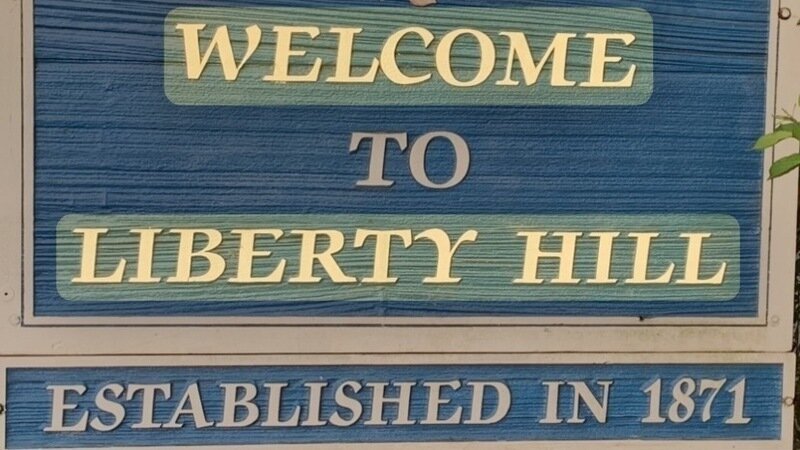 WELCOME
TO
LIBERTY HILL
ESTABLISHED IN 1871